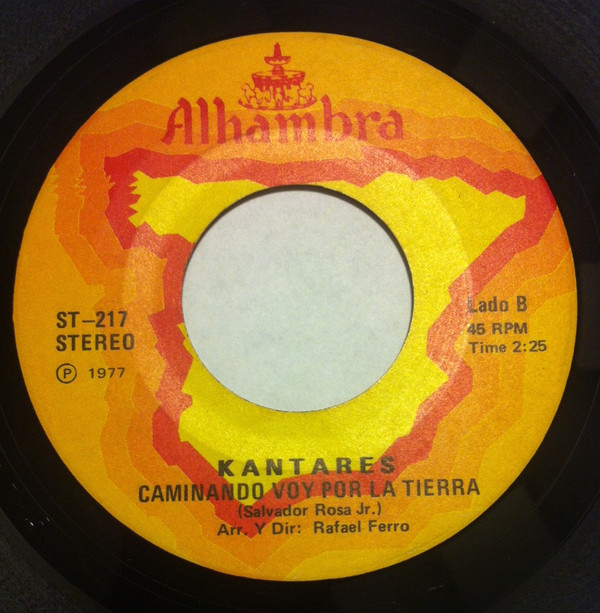 Alhambra
ST-217
STEREO
Ⓟ 1977
Lado B
45 RPM
Time 2:25
KANTARES
CAMINANDO VOY POR LA TIERRA
(Salvador Rosa Jr.)
Arr. Y Dir: Rafael Ferro